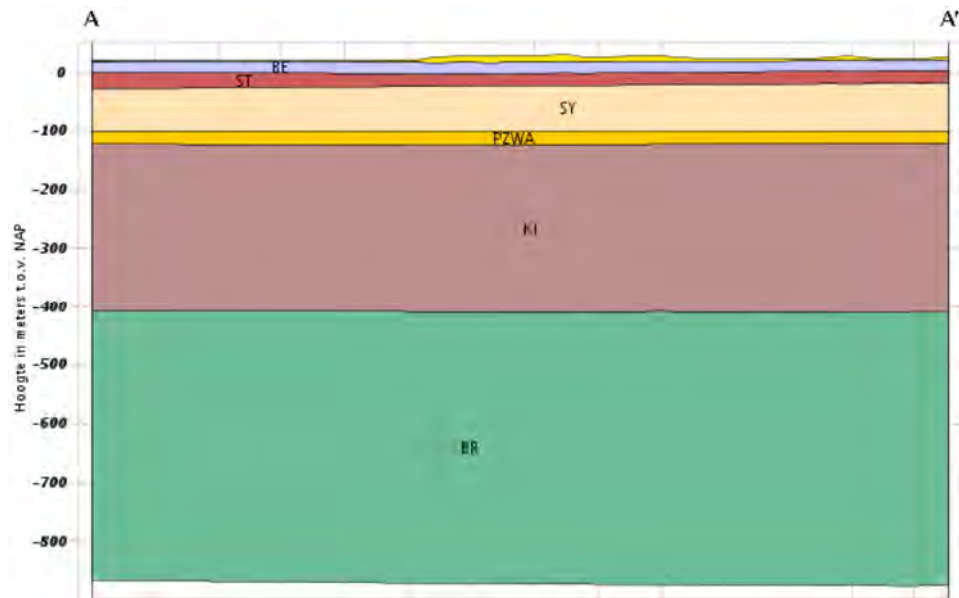 A A'
BE
0
ST
SY
-100
PZWA
-200
KI
-300
-400
-500
-600
BR
-700
-800
Hoogte in meters t.o.v. NAP